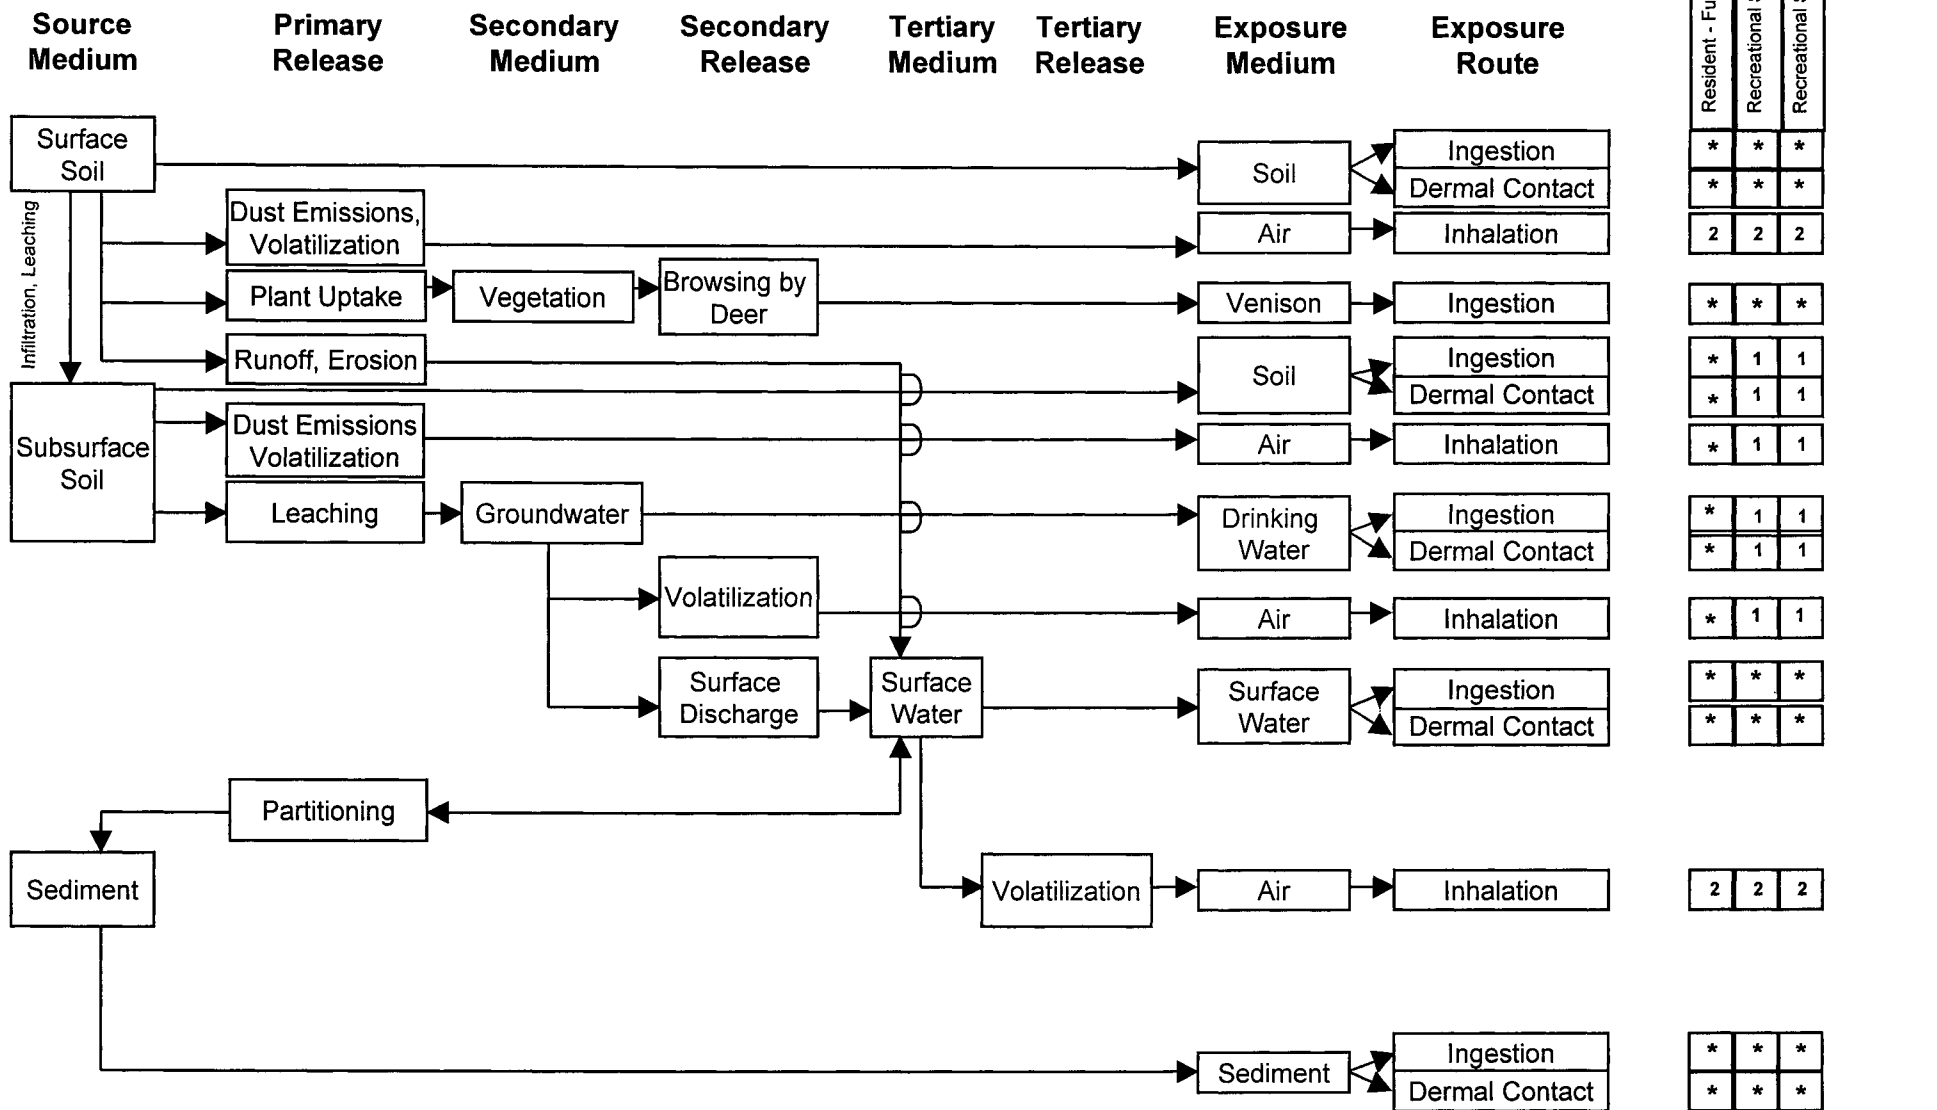 Source Medium
Primary Release
Secondary Medium
Secondary Release
Tertiary Medium
Tertiary Release
Exposure Medium
Exposure Route
Resident -
Recreational
Recreational
Surface
Soil
Soil
Ingestion
* * *
Dermal Contact
* * *
Infiltration, Leaching
Dust Emissions,
Volatilization
Air
Inhalation
2 2 2
Plant Uptake
Vegetation
Browsing by
Deer
Venison
Ingestion
* * *
Runoff, Erosion
Soil
Ingestion
* 1 1
Dermal Contact
* 1 1
Subsurface
Soil
Dust Emissions
Volatilization
Air
Inhalation
* 1 1
Leaching
Groundwater
Drinking
Water
Ingestion
* 1 1
Dermal Contact
* 1 1
Volatilization
Air
Inhalation
* 1 1
Surface
Discharge
Surface
Water
Surface
Water
Ingestion
* * *
Dermal Contact
* * *
Partitioning
Sediment
Volatilization
Air
Inhalation
2 2 2
Sediment
Ingestion
* * *
Dermal Contact
* * *